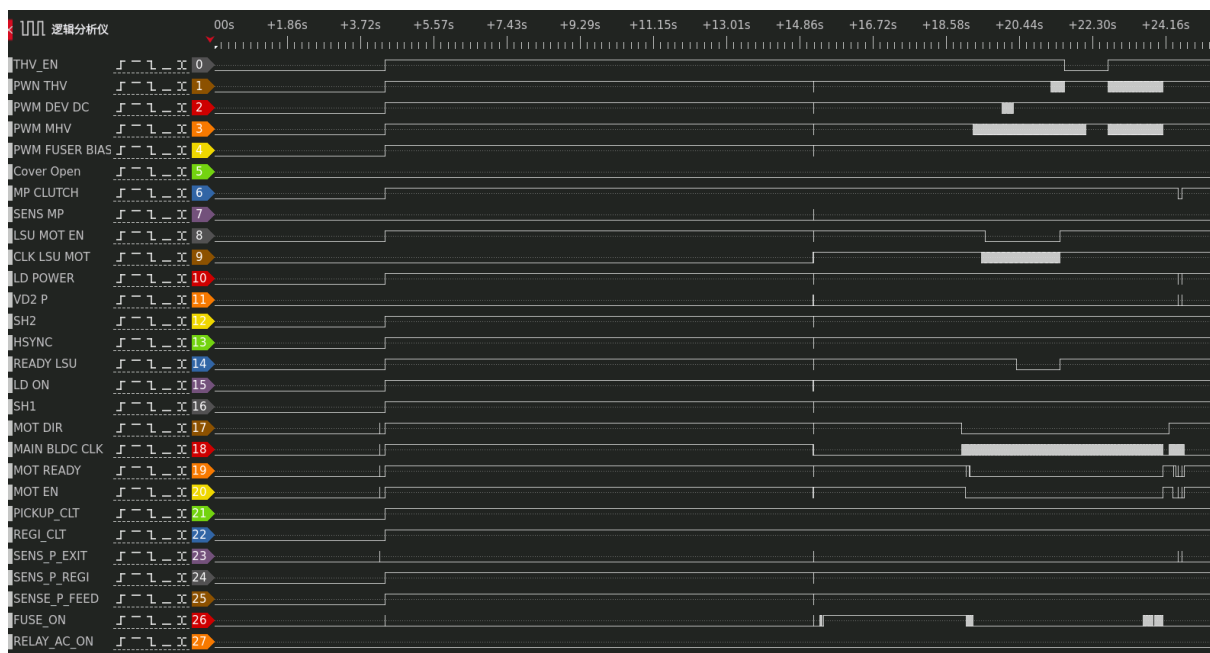 逻辑分析仪 00s +1.86s +3.72s +5.57s +7.43s +9.29s +11.15s +13.01s +14.86s +16.72s +18.58s +20.44s +22.30s +24.16s
THV_EN 0
PWN THV 1
PWM DEV DC 2
PWM MHV 3
PWM FUSER BIAS 4
Cover Open 5
MP CLUTCH 6
SENS MP 7
LSU MOT EN 8
CLK LSU MOT 9
LD POWER 10
VD2 P 11
SH2 12
HSYNC 13
READY LSU 14
LD ON 15
SH1 16
MOT DIR 17
MAIN BLDC CLK 18
MOT READY 19
MOT EN 20
PICKUP_CLT 21
REGI_CLT 22
SENS_P_EXIT 23
SENS_P_REGI 24
SENSE_P_FEED 25
FUSE_ON 26
RELAY_AC_ON 27